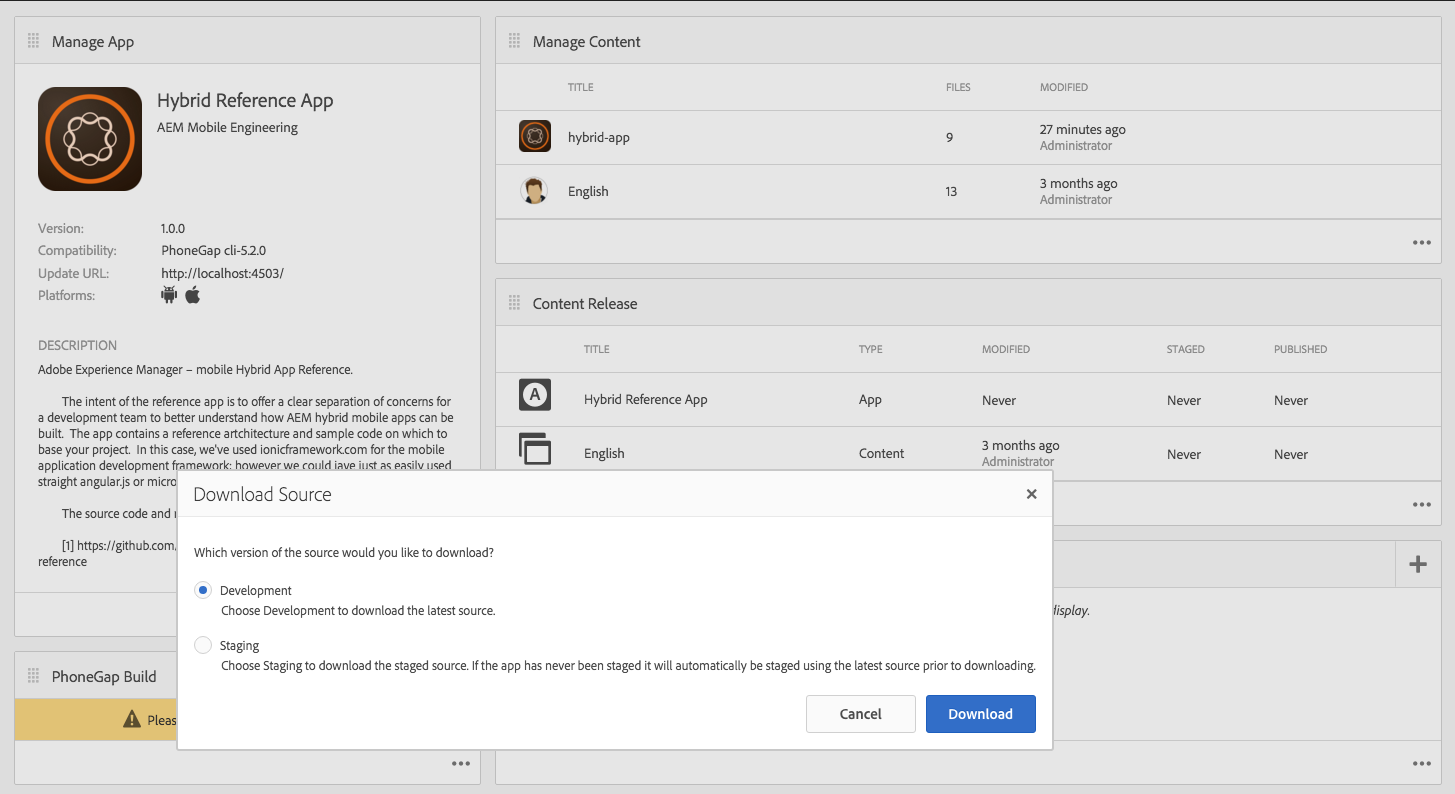 Manage App
Hybrid Reference App
AEM Mobile Engineering
Version: 1.0.0
Compatibility: PhoneGap cli-5.2.0
Update URL: http://localhost:4503/
Platforms:
DESCRIPTION
Adobe Experience Manager – mobile Hybrid App Reference.
The intent of the reference app is to offer a clear separation of concerns for
a development team to better understand how AEM hybrid mobile apps can be
built. The app contains a reference artchitecture and sample code on which to
base your project. In this case, we've used ionicframework.com for the mobile
application development framework; however we could jave just as easily used
straight angular.js or micro
The source code and
[1] https://github.com,
reference
PhoneGap Build
Pleas
Manage Content
TITLE FILES MODIFIED
hybrid-app 9 27 minutes ago
Administrator
English 13 3 months ago
Administrator
Content Release
TITLE TYPE MODIFIED STAGED PUBLISHED
A
Hybrid Reference App App Never Never Never
English Content 3 months ago Never Never
Administrator
display.
Download Source
Which version of the source would you like to download?
Development
Choose Development to download the latest source.
Staging
Choose Staging to download the staged source. If the app has never been staged it will automatically be staged using the latest source prior to downloading.
Cancel Download